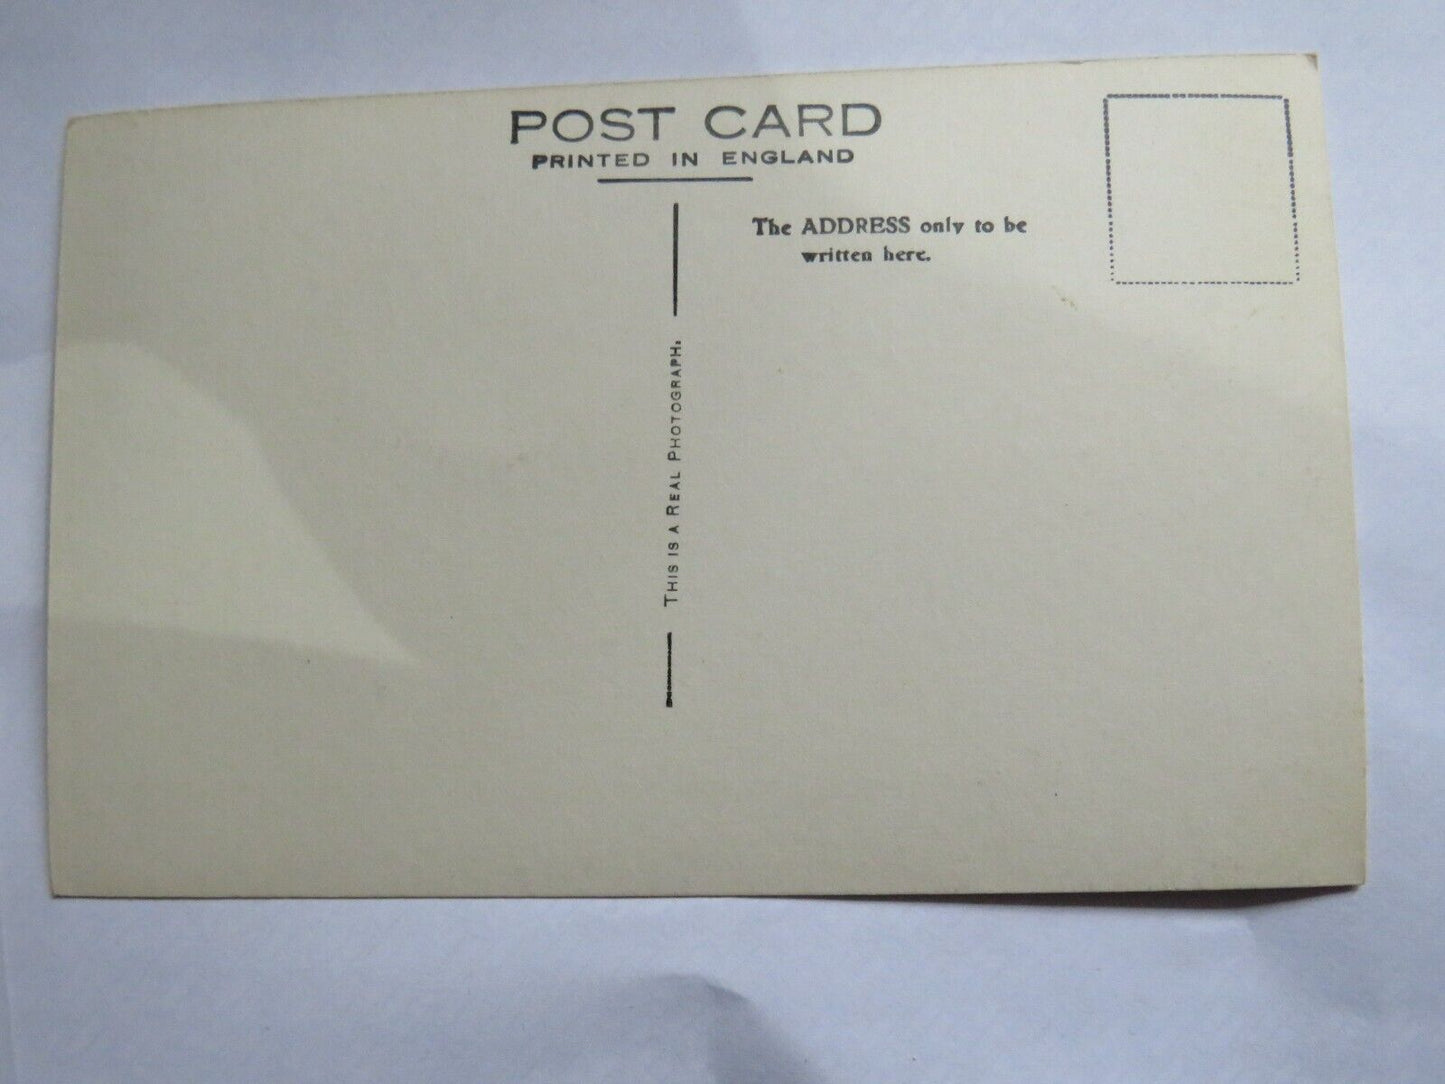 POST CARD
PRINTED IN ENGLAND
The ADDRESS only to be
written here.
THIS IS A REAL PHOTOGRAPH.